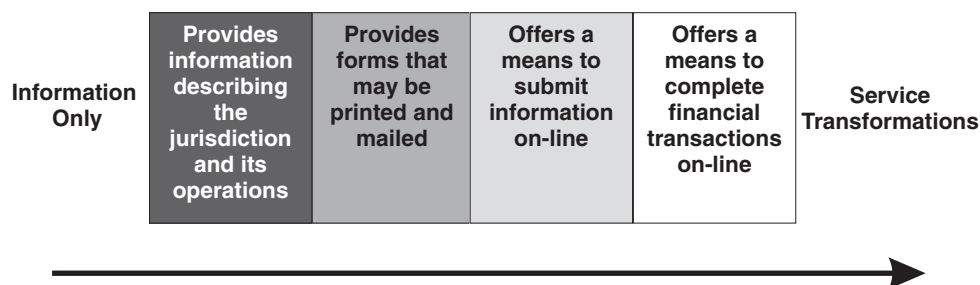 Information
Only
Provides
information
describing
the
jurisdiction
and its
operations
Provides
forms that
may be
printed and
mailed
Offers a
means to
submit
information
on-line
Offers a
means to
complete
financial
transactions
on-line
Service
Transformations